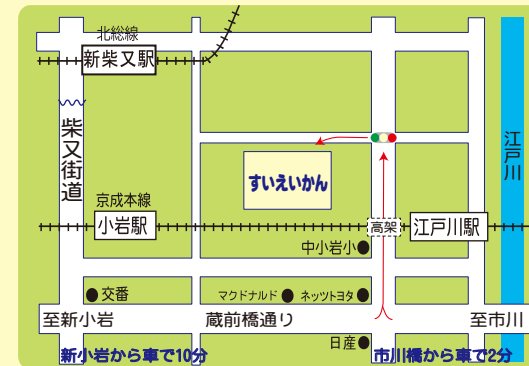 北総線
新柴又駅
柴又街道
江戸川
すいえいかん
京成本線
小岩駅
高架
江戸川駅
中小岩小
交番
マクドナルド
ネッツトヨタ
至新小岩
蔵前橋通り
至市川
日産
新小岩から車で10分
市川橋から車で2分